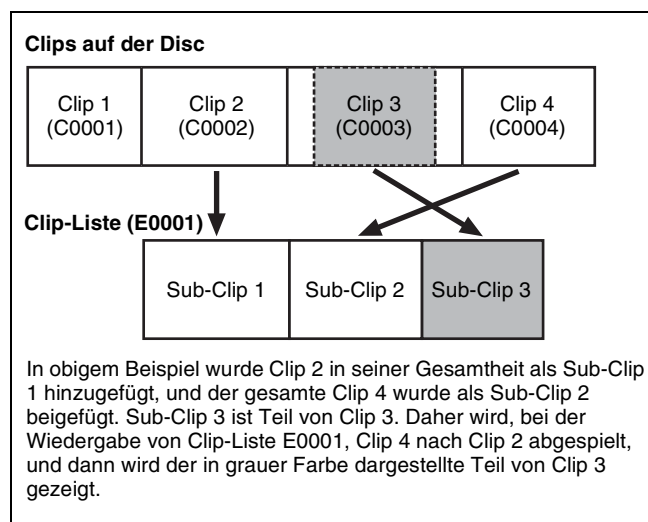 Clips auf der Disc
Clip 1 Clip 2 Clip 3 Clip 4
(C0001) (C0002) (C0003) (C0004)
Clip-Liste (E0001)
Sub-Clip 1 Sub-Clip 2 Sub-Clip 3
In obigem Beispiel wurde Clip 2 in seiner Gesamtheit als Sub-Clip
1 hinzugefügt, und der gesamte Clip 4 wurde als Sub-Clip 2
beigefügt. Sub-Clip 3 ist Teil von Clip 3. Daher wird, bei der
Wiedergabe von Clip-Liste E0001, Clip 4 nach Clip 2 abgespielt,
und dann wird der in grauer Farbe dargestellte Teil von Clip 3
gezeigt.